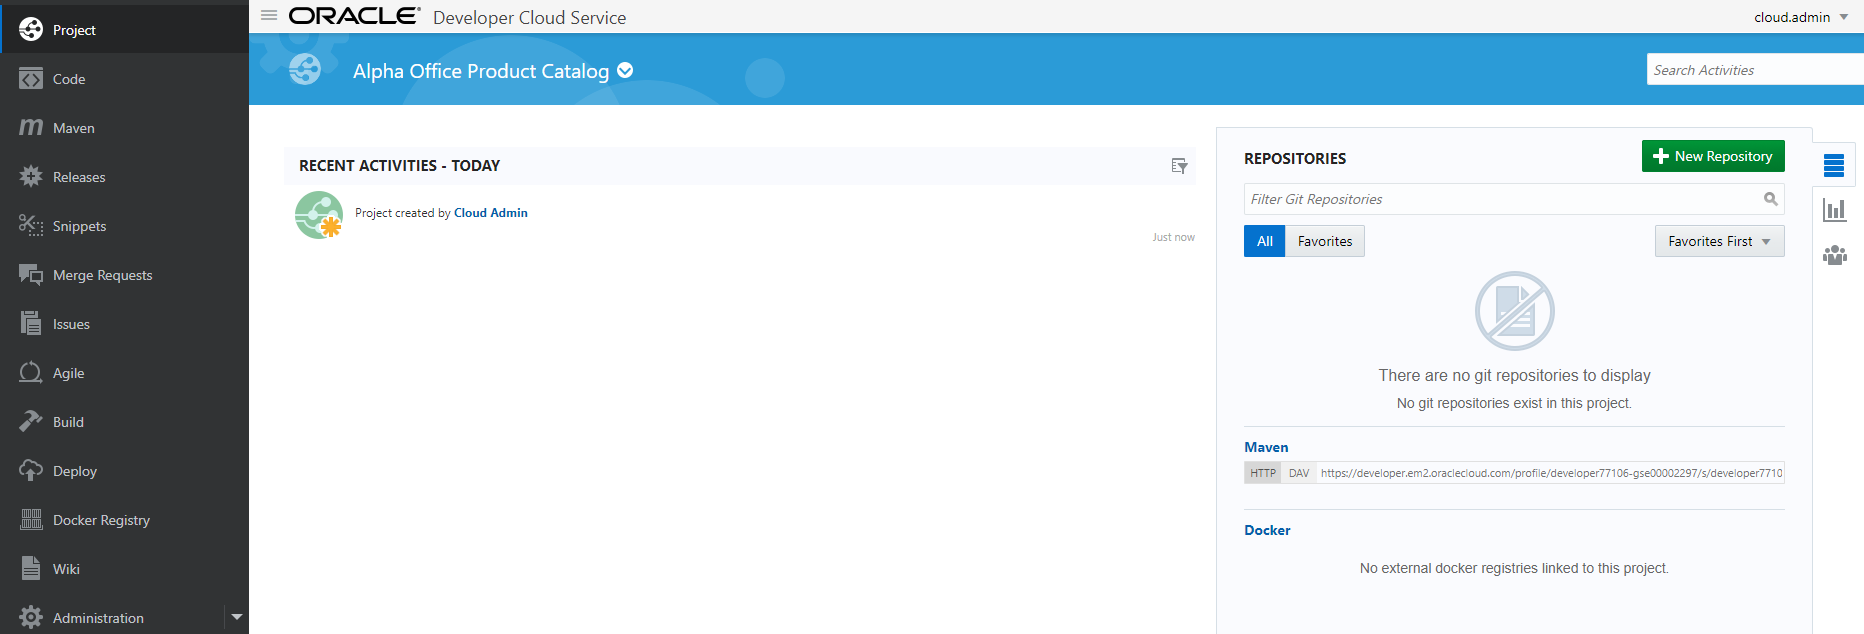 Project
Code
Maven
Releases
Snippets
Merge Requests
Issues
Agile
Build
Deploy
Docker Registry
Wiki
Administration
ORACLE Developer Cloud Service
cloud.admin
Alpha Office Product Catalog
Search Activities
RECENT ACTIVITIES - TODAY
Project created by Cloud Admin
Just now
REPOSITORIES
New Repository
Filter Git Repositories
All Favorites
Favorites First
There are no git repositories to display
No git repositories exist in this project.
Maven
HTTP DAV https://developer.em2.oraclecloud.com/profile/developer77106-gse00002297/s/developer7710
Docker
No external docker registries linked to this project.